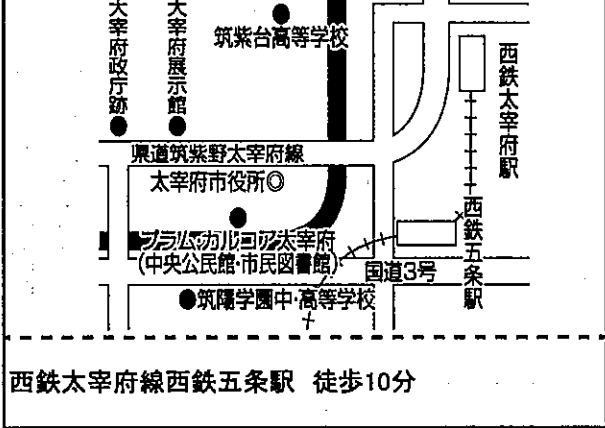 大宰府政庁跡
大宰府展示館
筑紫台高等学校
西鉄太宰府駅
県道筑紫野太宰府線
太宰府市役所◎
プラム・カルコア太宰府
(中央公民館・市民図書館)
国道3号
西鉄五条駅
筑陽学園中・高等学校
西鉄太宰府線西鉄五条駅 徒歩10分